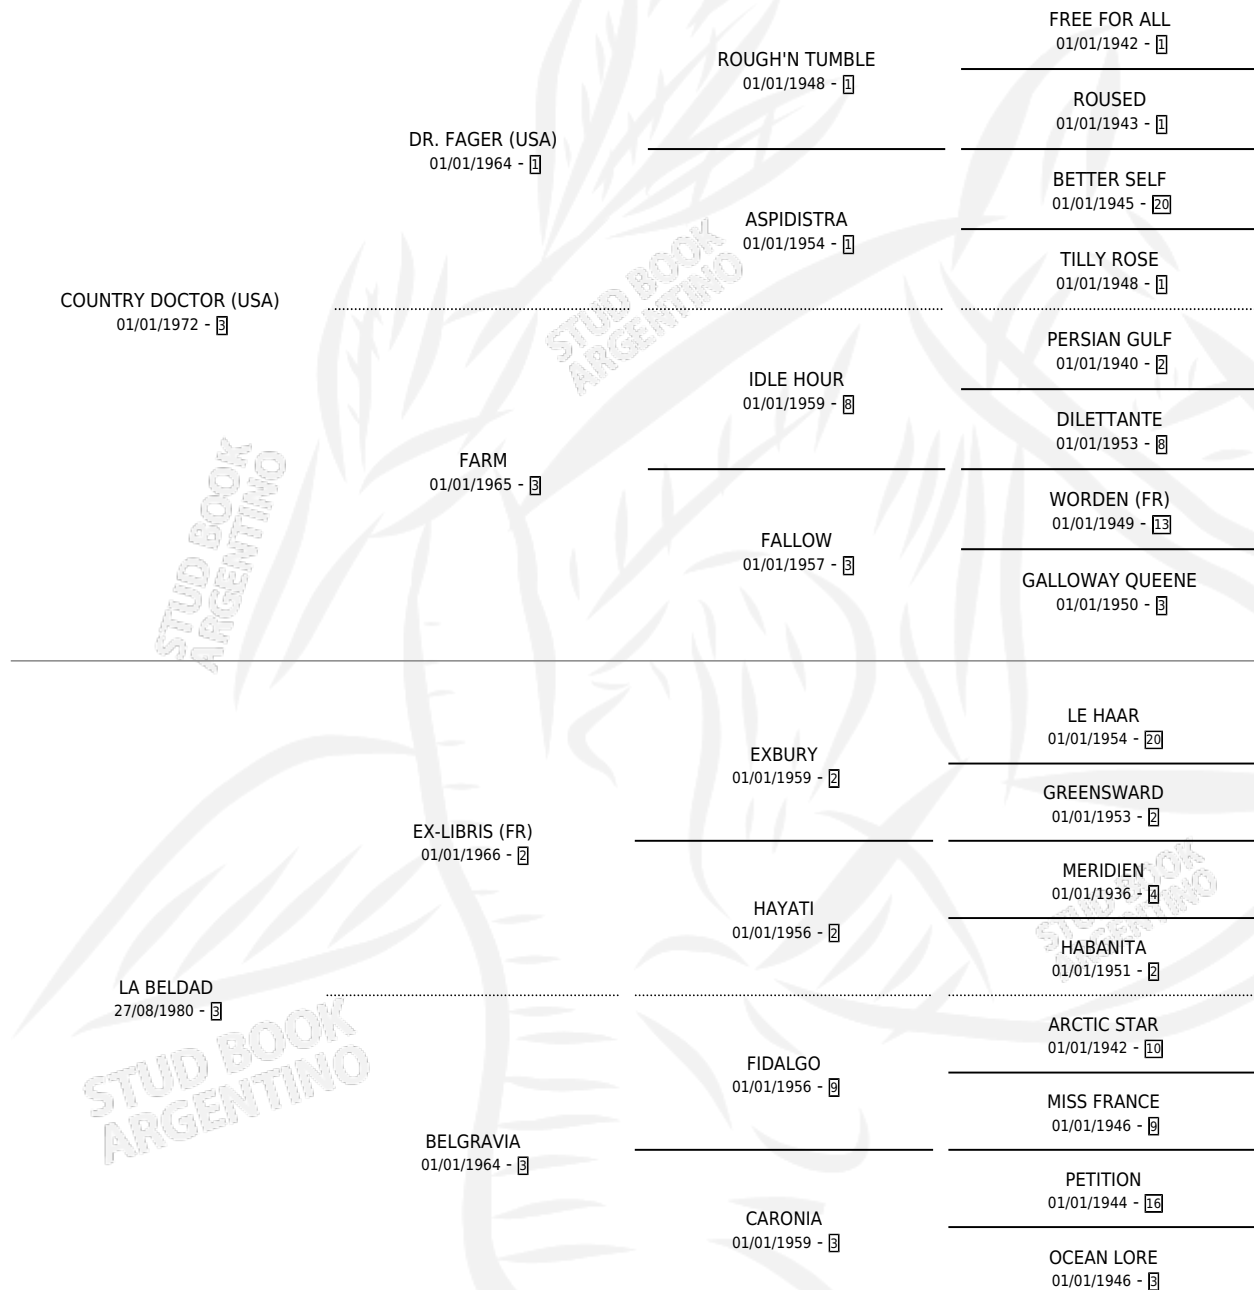 FREE FOR ALL
01/01/1942 - 1
ROUGH'N TUMBLE
01/01/1948 - 1
ROUSED
01/01/1943 - 1
DR. FAGER (USA)
01/01/1964 - 1
BETTER SELF
01/01/1945 - 20
ASPIDISTRA
01/01/1954 - 1
TILLY ROSE
01/01/1948 - 1
COUNTRY DOCTOR (USA)
01/01/1972 - 3
PERSIAN GULF
01/01/1940 - 2
IDLE HOUR
01/01/1959 - 8
DILETTANTE
01/01/1953 - 8
FARM
01/01/1965 - 3
WORDEN (FR)
01/01/1949 - 13
FALLOW
01/01/1957 - 3
GALLOWAY QUEENE
01/01/1950 - 3
LE HAAR
01/01/1954 - 20
EXBURY
01/01/1959 - 2
GREENSWARD
01/01/1953 - 2
EX-LIBRIS (FR)
01/01/1966 - 2
MERIDIEN
01/01/1936 - 4
HAYATI
01/01/1956 - 2
HABANITA
01/01/1951 - 2
LA BELDAD
27/08/1980 - 3
ARCTIC STAR
01/01/1942 - 10
FIDALGO
01/01/1956 - 9
MISS FRANCE
01/01/1946 - 9
BELGRAVIA
01/01/1964 - 3
PETITION
01/01/1944 - 16
CARONIA
01/01/1959 - 3
OCEAN LORE
01/01/1946 - 3
STUD BOOK
ARGENTINO
STUD BOOK
ARGENTINO
STUD BOOK
ARGENTINO
STUD BOOK
ARGENTINO